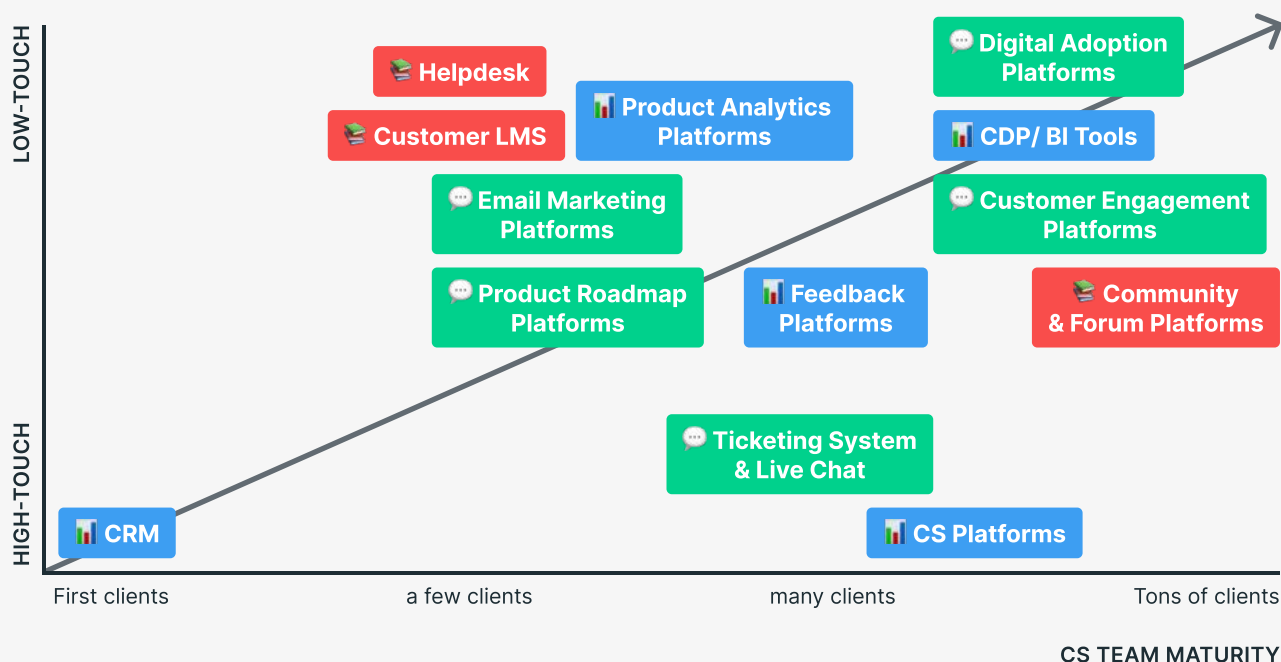 LOW-TOUCH
HIGH-TOUCH
Digital Adoption
Platforms
Helpdesk
Product Analytics
Platforms
Customer LMS
CDP/ BI Tools
Email Marketing
Platforms
Customer Engagement
Platforms
Product Roadmap
Platforms
Feedback
Platforms
Community
& Forum Platforms
Ticketing System
& Live Chat
CRM
CS Platforms
First clients
a few clients
many clients
Tons of clients
CS TEAM MATURITY